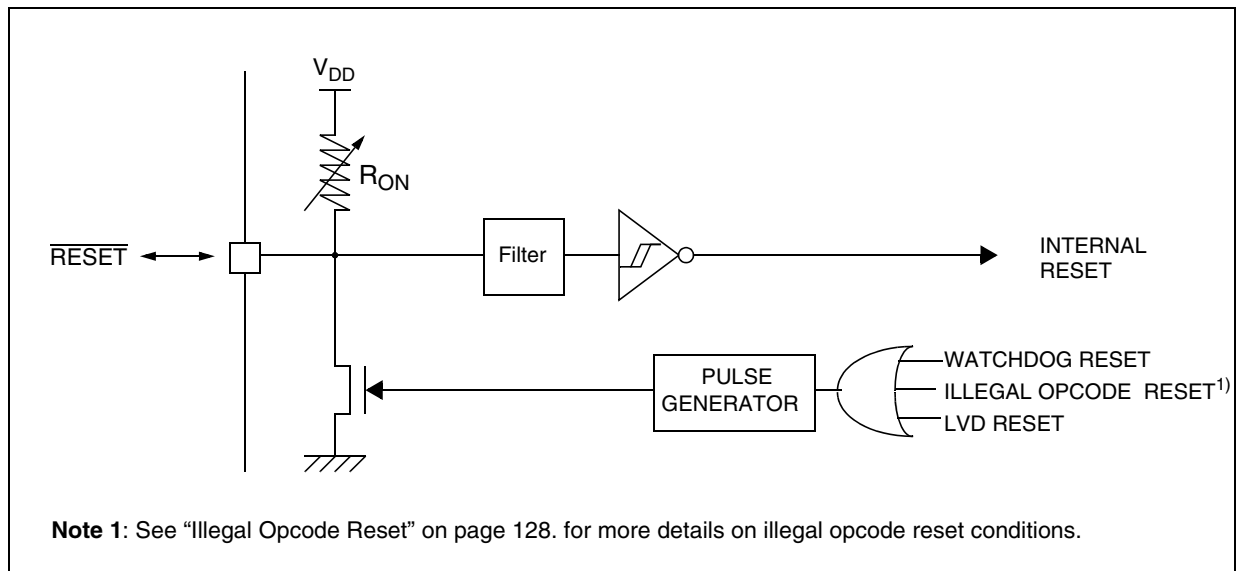 VDD
RON
RESET
Filter
INTERNAL
RESET
PULSE
GENERATOR
WATCHDOG RESET
ILLEGAL OPCODE RESET1)
LVD RESET
Note 1: See “Illegal Opcode Reset” on page 128. for more details on illegal opcode reset conditions.